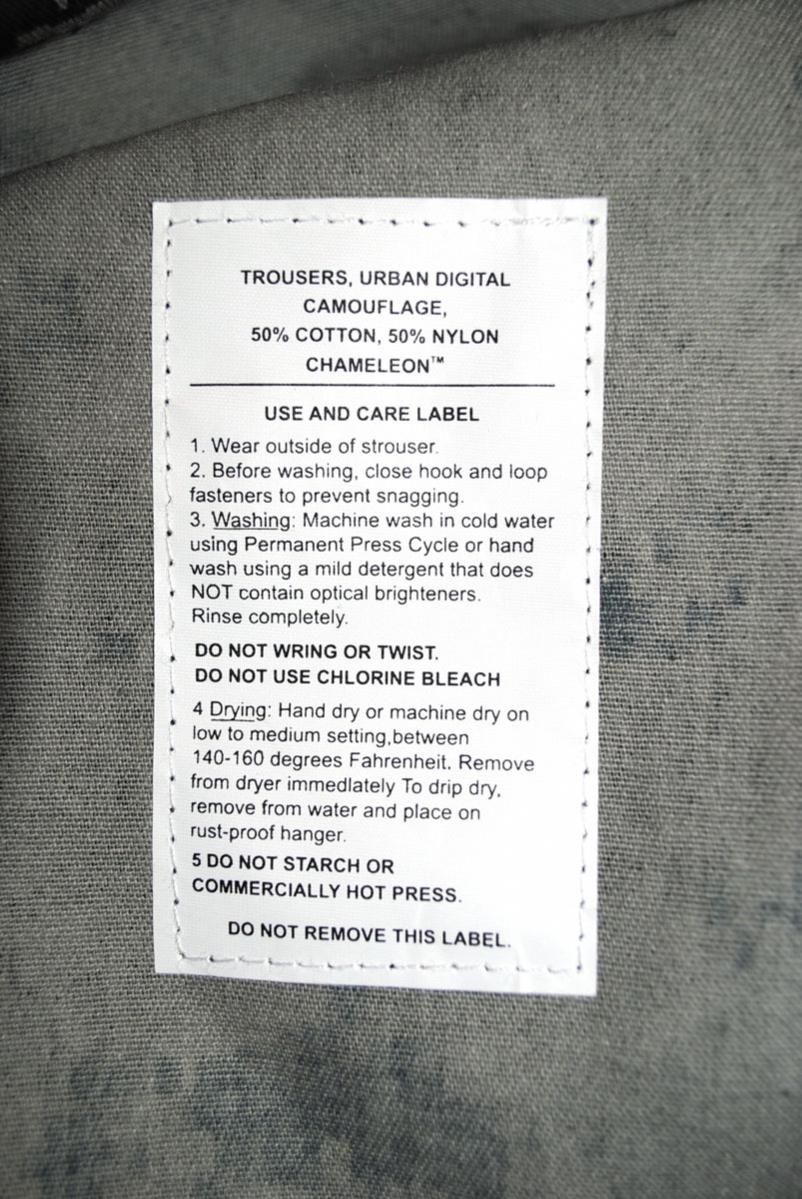 TROUSERS, URBAN DIGITAL
CAMOUFLAGE,
50% COTTON, 50% NYLON
CHAMELEON™
USE AND CARE LABEL
1. Wear outside of strouser.
2. Before washing, close hook and loop
fasteners to prevent snagging.
3. Washing: Machine wash in cold water
using Permanent Press Cycle or hand
wash using a mild detergent that does
NOT contain optical brighteners.
Rinse completely.
DO NOT WRING OR TWIST.
DO NOT USE CHLORINE BLEACH
4 Drying: Hand dry or machine dry on
low to medium setting,between
140-160 degrees Fahrenheit. Remove
from dryer immedlately To drip dry,
remove from water and place on
rust-proof hanger.
5 DO NOT STARCH OR
COMMERCIALLY HOT PRESS.
DO NOT REMOVE THIS LABEL.